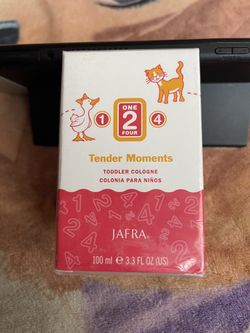 1 ONE 4
2
FOUR
Tender Moments
TODDLER COLOGNE
COLONIA PARA NIÑOS
JAFRA
100 ml ℮ 3.3 FL OZ (US)